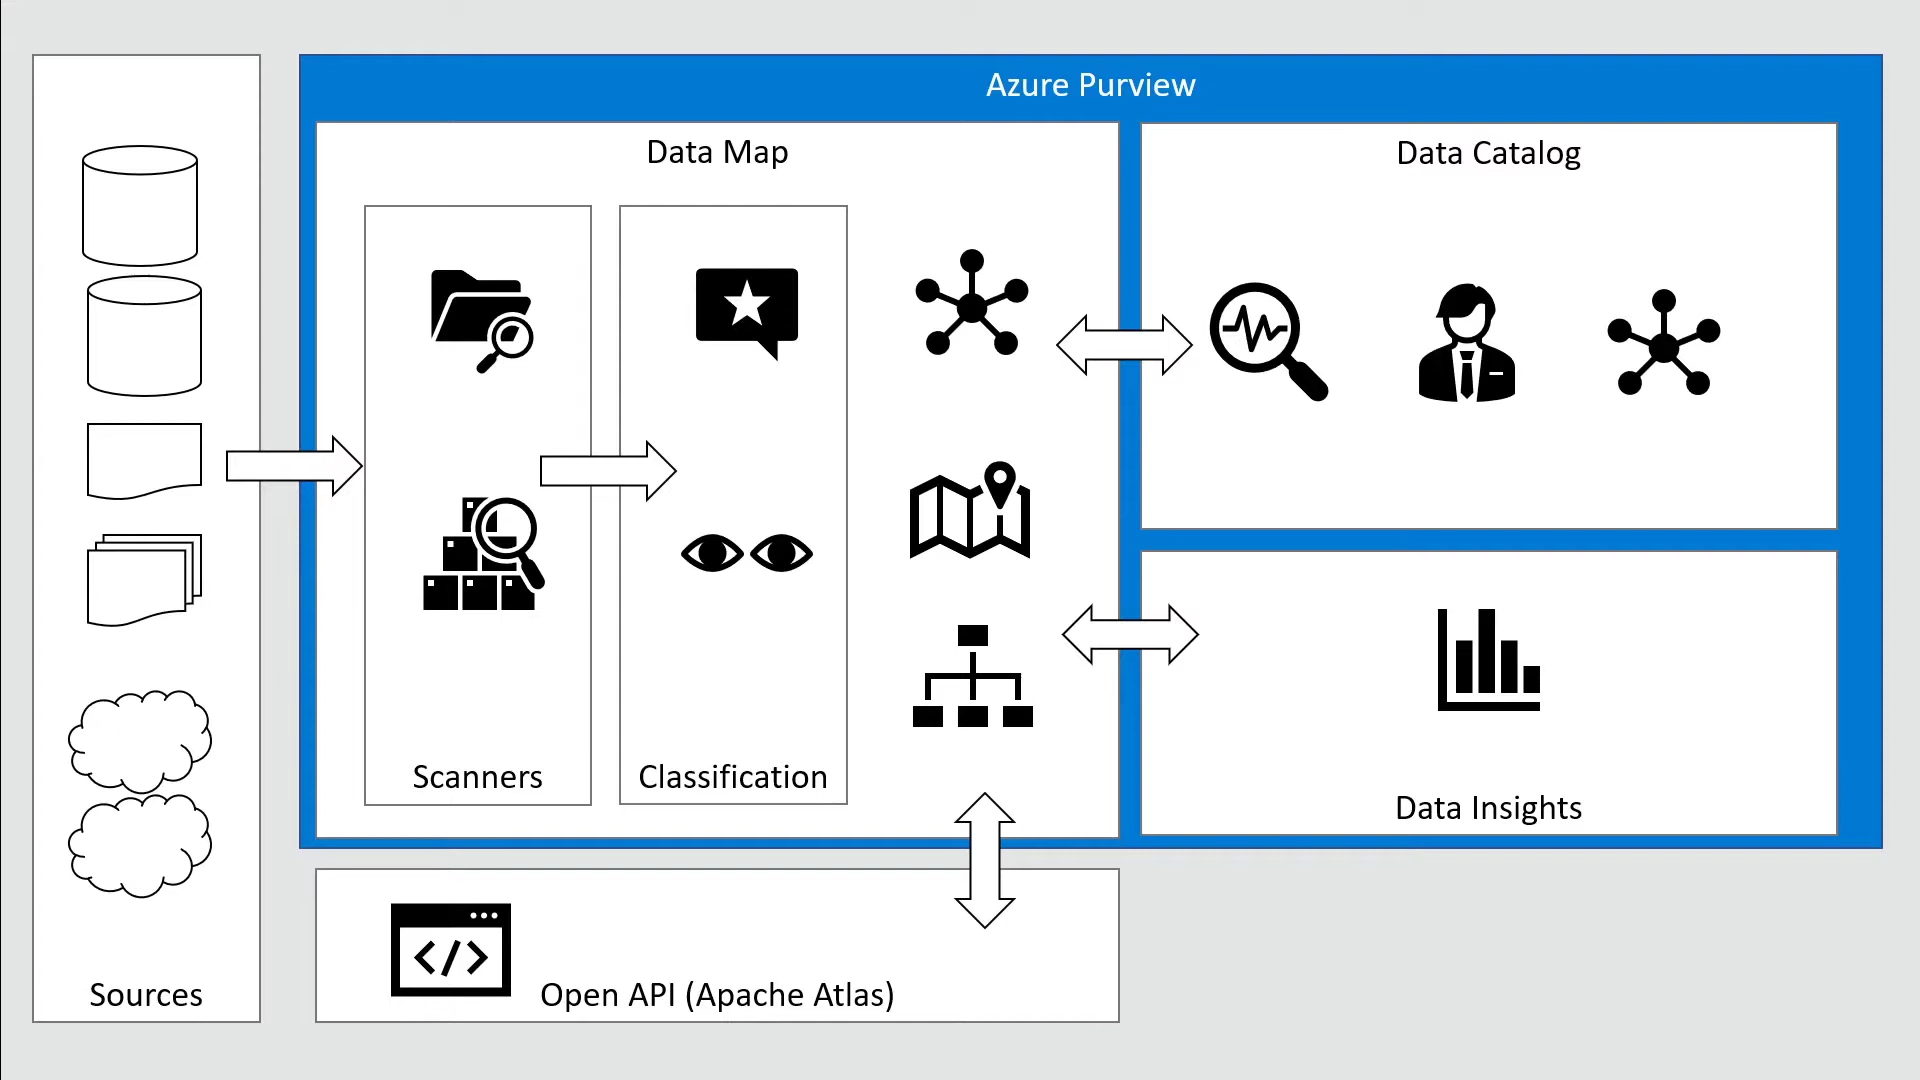 Azure Purview
Data Map
Data Catalog
Scanners
Classification
Data Insights
Sources
</>
Open API (Apache Atlas)